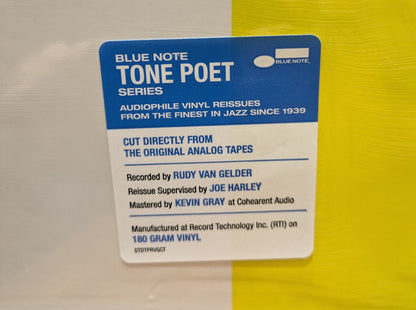 BLUE NOTE
TONE POET
SERIES
BLUE NOTE
AUDIOPHILE VINYL REISSUES
FROM THE FINEST IN JAZZ SINCE 1939
CUT DIRECTLY FROM
THE ORIGINAL ANALOG TAPES
Recorded by RUDY VAN GELDER
Reissue Supervised by JOE HARLEY
Mastered by KEVIN GRAY at Cohearent Audio
Manufactured at Record Technology Inc. (RTI) on
180 GRAM VINYL